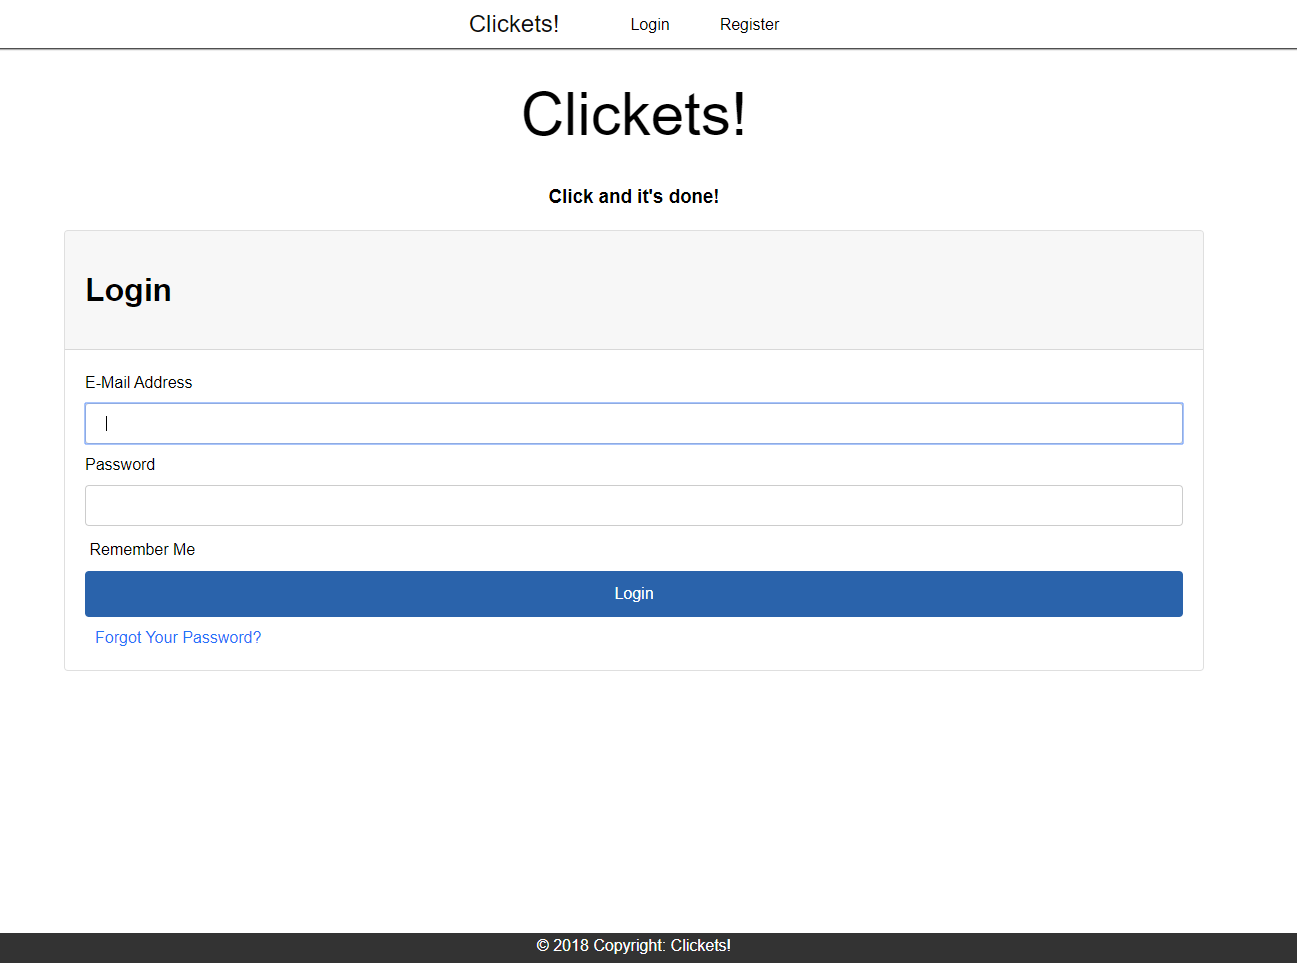 Clickets! Login Register
Clickets!
Click and it's done!
Login
E-Mail Address
Password
Remember Me
Login
Forgot Your Password?
© 2018 Copyright: Clickets!